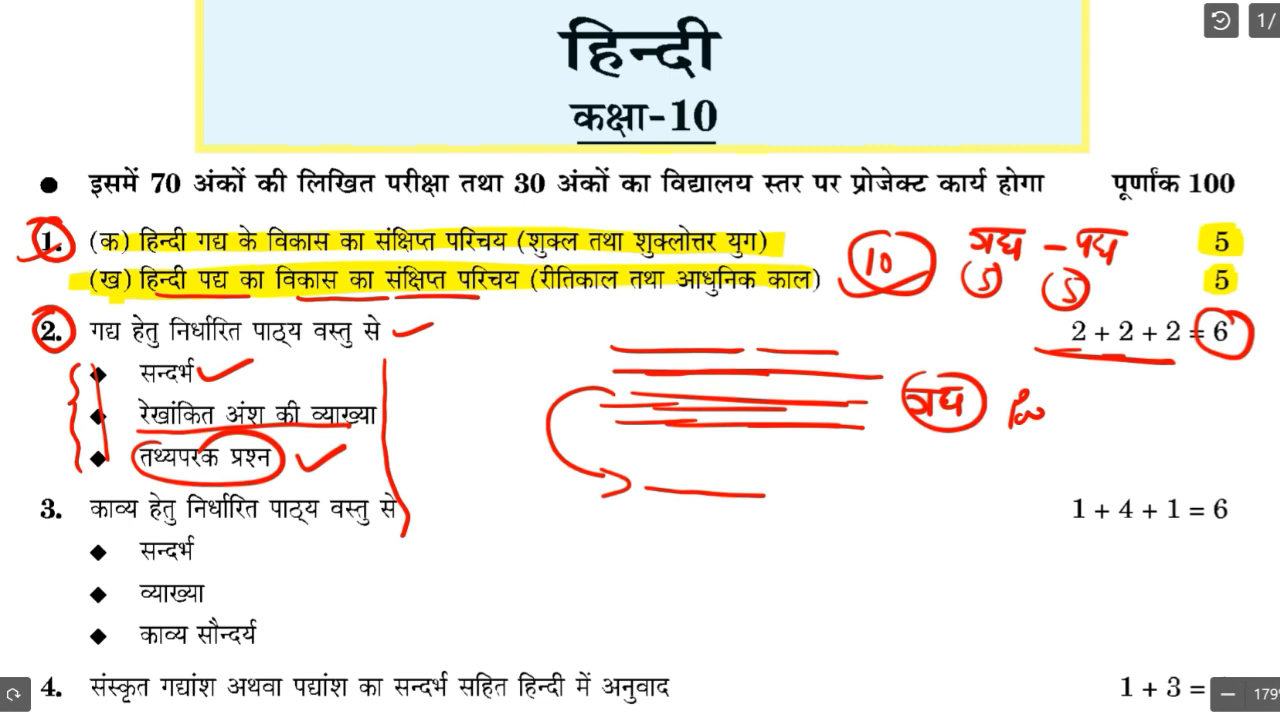 हिन्दी
1/
कक्षा-10
● इसमें 70 अंकों की लिखित परीक्षा तथा 30 अंकों का विद्यालय स्तर पर प्रोजेक्ट कार्य होगा पूर्णांक 100
1. (क) हिन्दी गद्य के विकास का संक्षिप्त परिचय (शुक्ल तथा शुक्लोत्तर युग) 5
(ख) हिन्दी पद्य का विकास का संक्षिप्त परिचय (रीतिकाल तथा आधुनिक काल) 5
10 गद्य – पद्य
5 5
2. गद्य हेतु निर्धारित पाठ्य वस्तु से 2 + 2 + 2 = 6
◆ सन्दर्भ
◆ रेखांकित अंश की व्याख्या
गद्य
◆ तथ्यपरक प्रश्न
3. काव्य हेतु निर्धारित पाठ्य वस्तु से 1 + 4 + 1 = 6
◆ सन्दर्भ
◆ व्याख्या
◆ काव्य सौन्दर्य
4. संस्कृत गद्यांश अथवा पद्यांश का सन्दर्भ सहित हिन्दी में अनुवाद 1 + 3 =
179